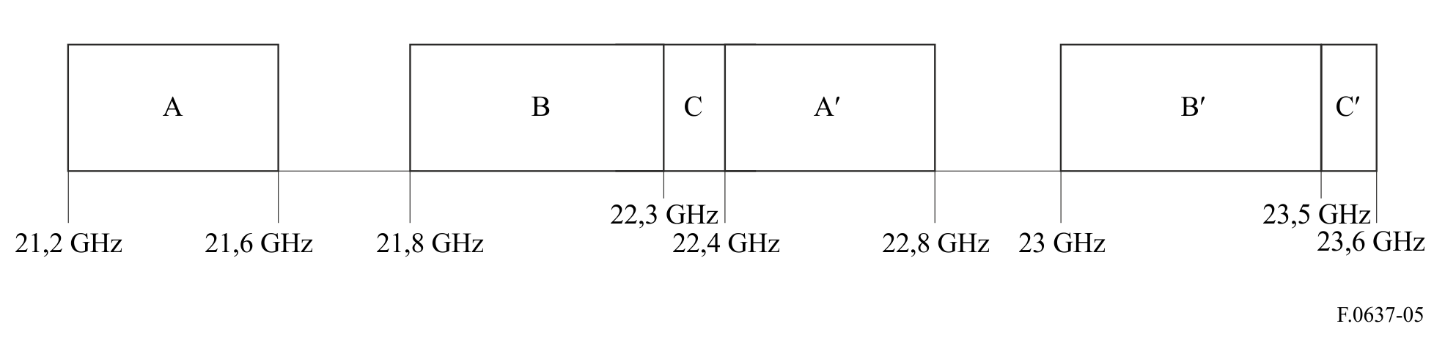 A B C A′ B′ C′
22,3 GHz 23,5 GHz
21,2 GHz 21,6 GHz 21,8 GHz 22,4 GHz 22,8 GHz 23 GHz 23,6 GHz
F.0637-05